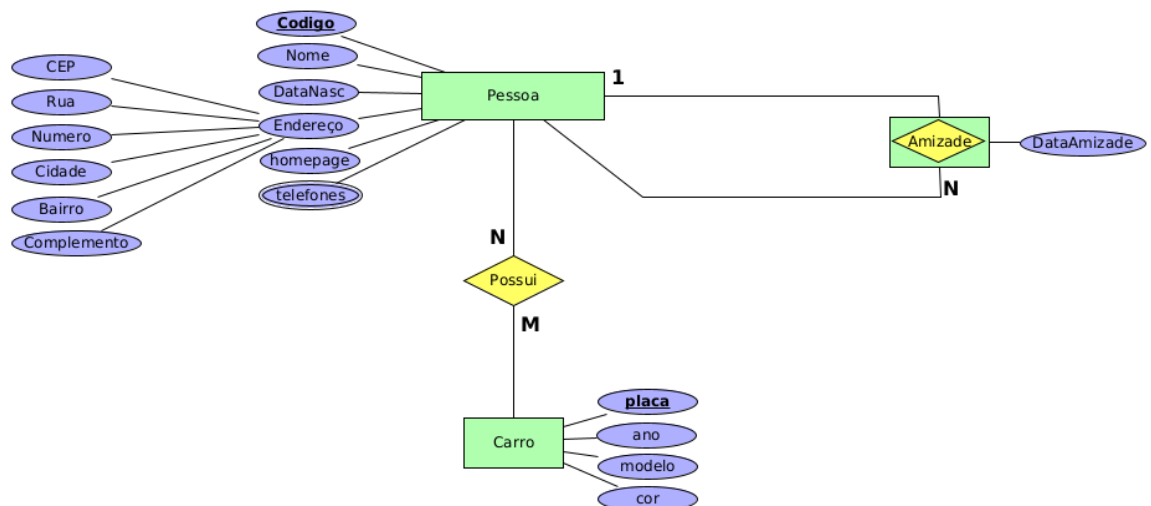 Codigo
Nome
DataNasc
Endereço
homepage
telefones
CEP
Rua
Numero
Cidade
Bairro
Complemento
Pessoa
1
Amizade
DataAmizade
N
N
Possui
M
Carro
placa
ano
modelo
cor